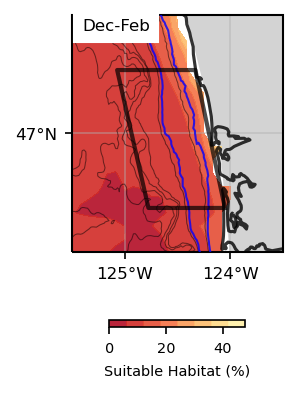 Dec-Feb
47°N
125°W 124°W
0 20 40
Suitable Habitat (%)